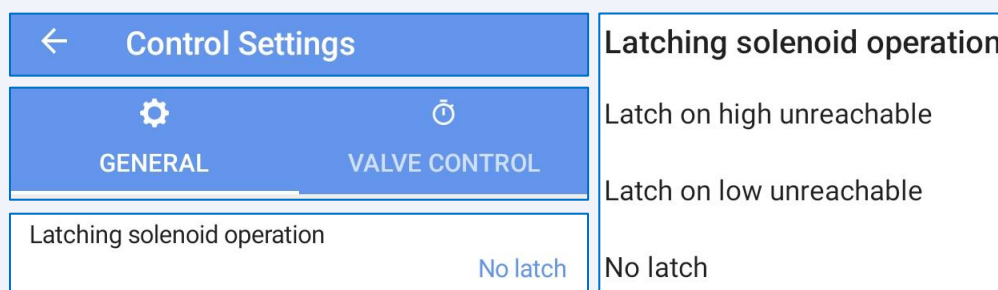 Control Settings
GENERAL
VALVE CONTROL
Latching solenoid operation
No latch
Latching solenoid operation
Latch on high unreachable
Latch on low unreachable
No latch